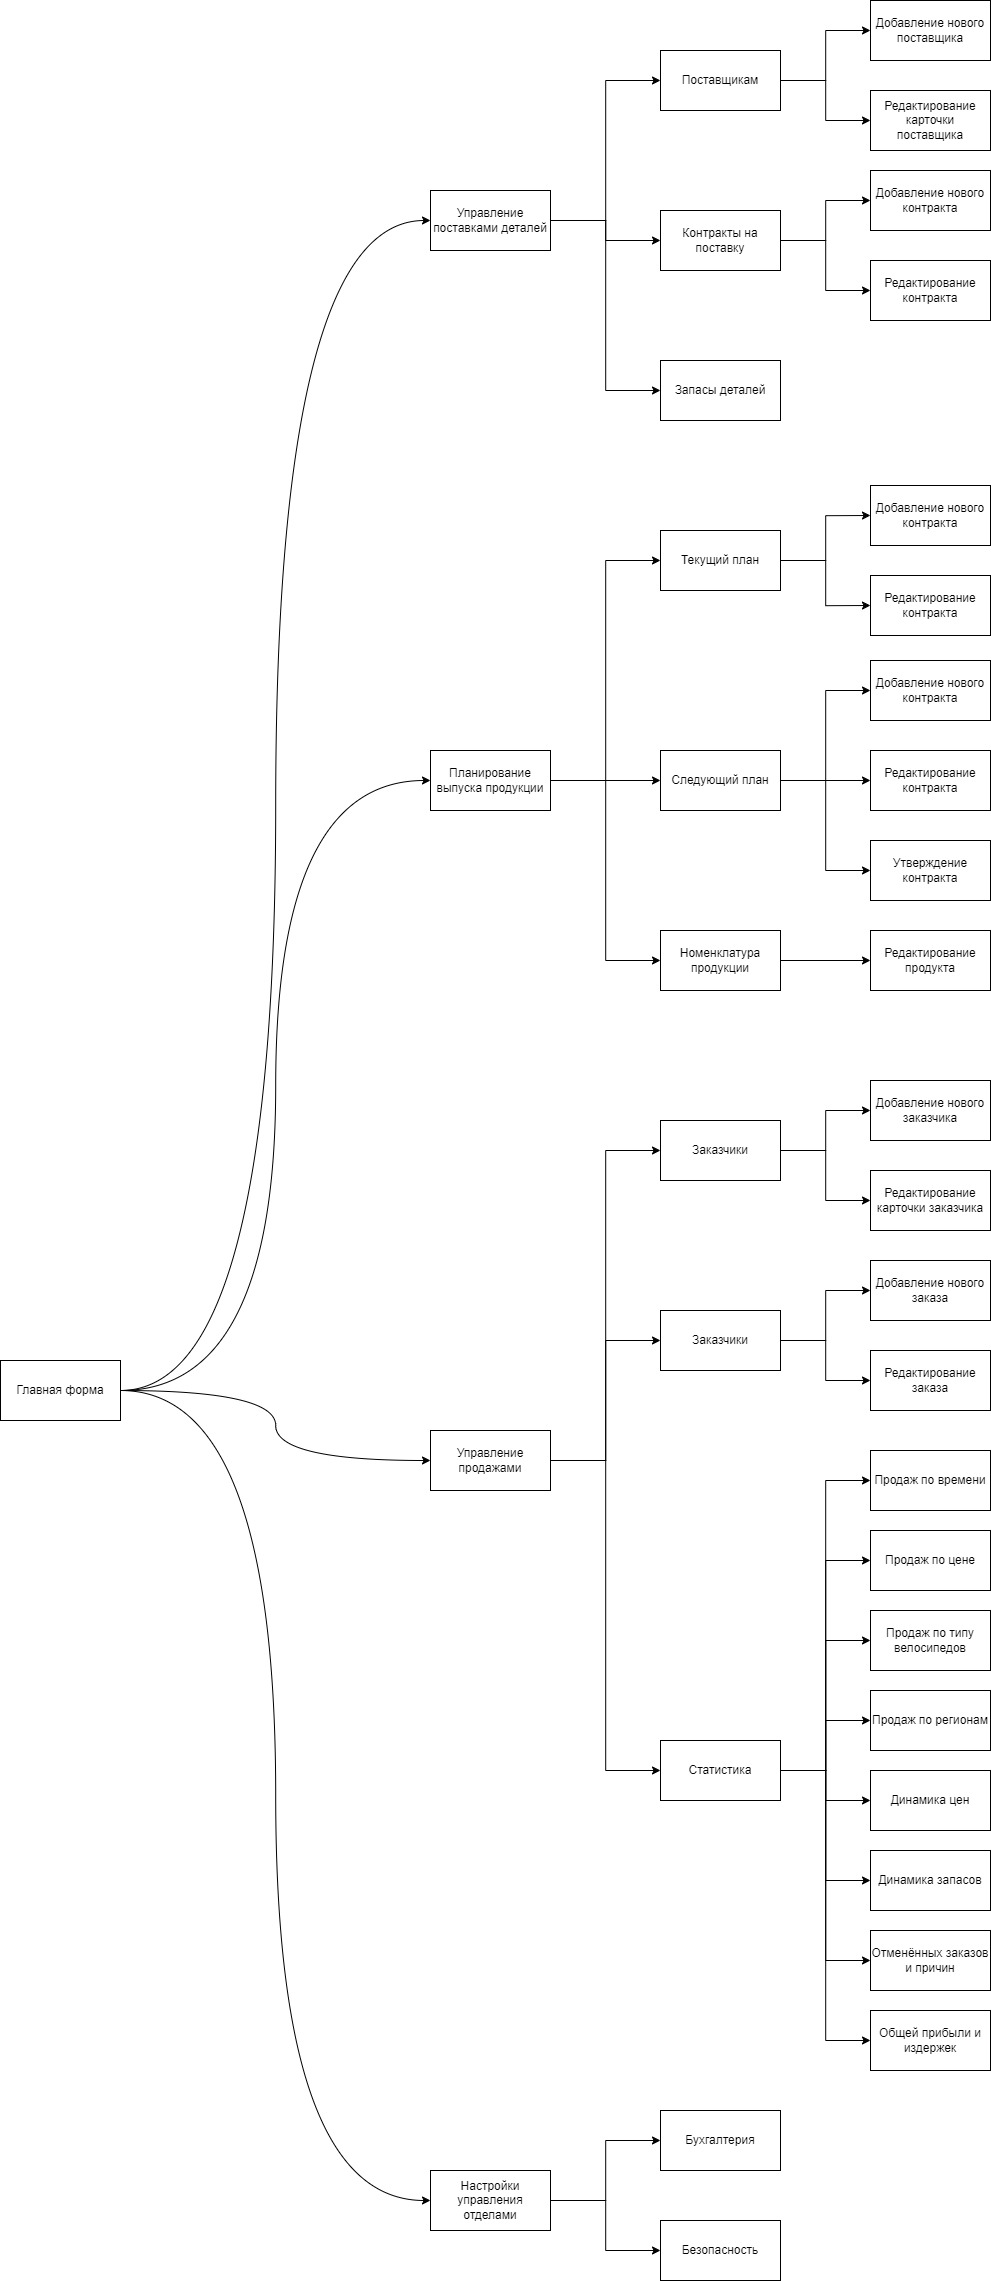 Добавление нового
поставщика
Поставщикам
Редактирование
карточки
поставщика
Управление
поставками деталей
Добавление нового
контракта
Контракты на
поставку
Редактирование
контракта
Запасы деталей
Добавление нового
контракта
Текущий план
Редактирование
контракта
Добавление нового
контракта
Планирование
выпуска продукции
Следующий план
Редактирование
контракта
Утверждение
контракта
Номенклатура
продукции
Редактирование
продукта
Добавление нового
заказчика
Заказчики
Редактирование
карточки заказчика
Добавление нового
заказа
Заказчики
Редактирование
заказа
Главная форма
Управление
продажами
Продаж по времени
Продаж по цене
Продаж по типу
велосипедов
Продаж по регионам
Статистика
Динамика цен
Динамика запасов
Отменённых заказов
и причин
Общей прибыли и
издержек
Бухгалтерия
Настройки
управления
отделами
Безопасность